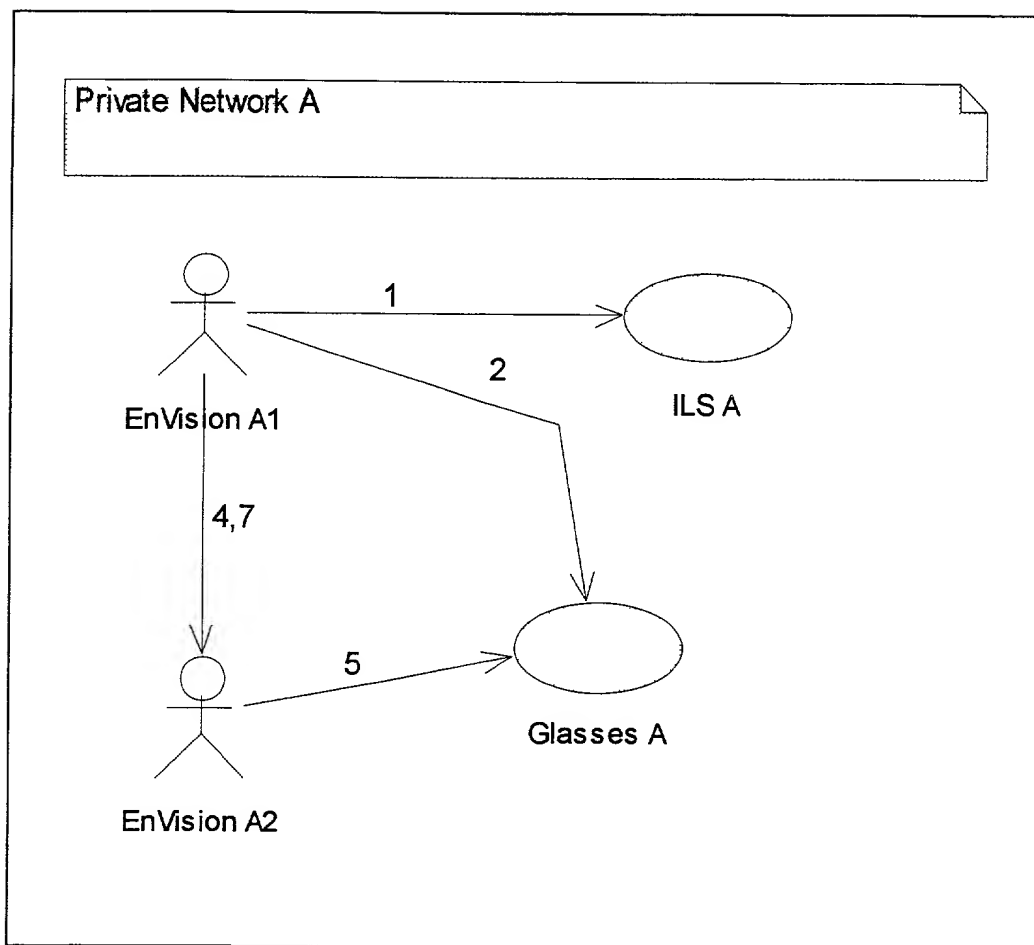 Private Network A
1
2
EnVision A1
ILS A
4,7
5
Glasses A
EnVision A2